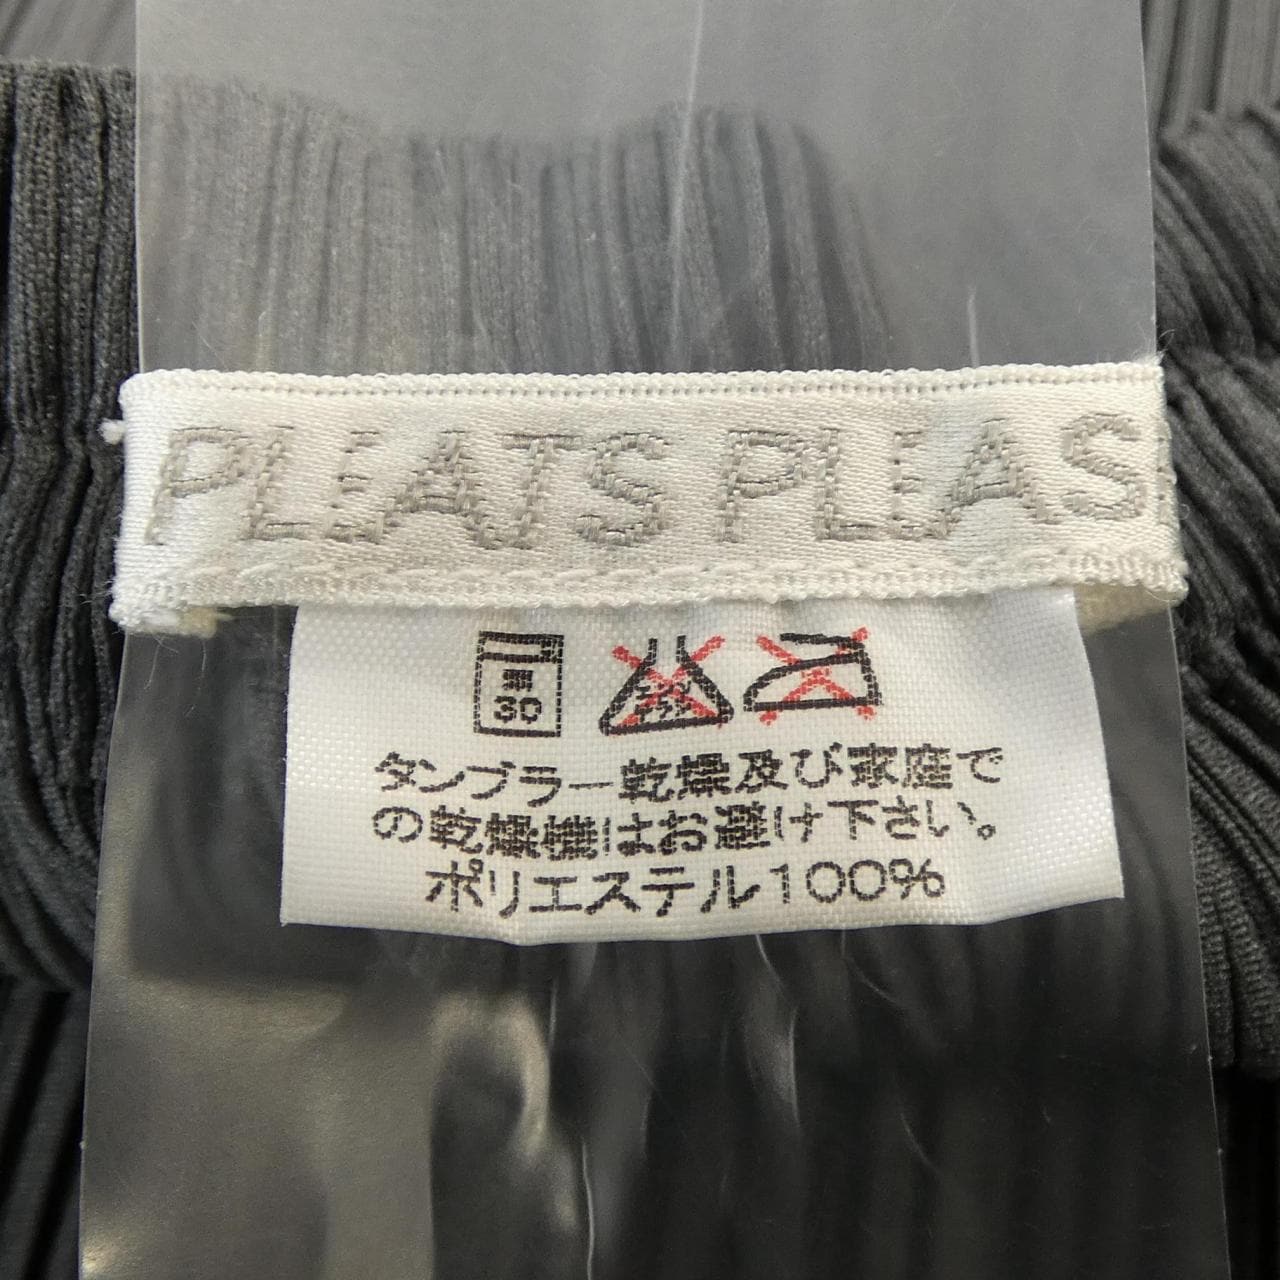 PLEATS PLEAS
30
タンブラー乾燥及び家庭で
の乾燥機はお避け下さい。
ポリエステル100%